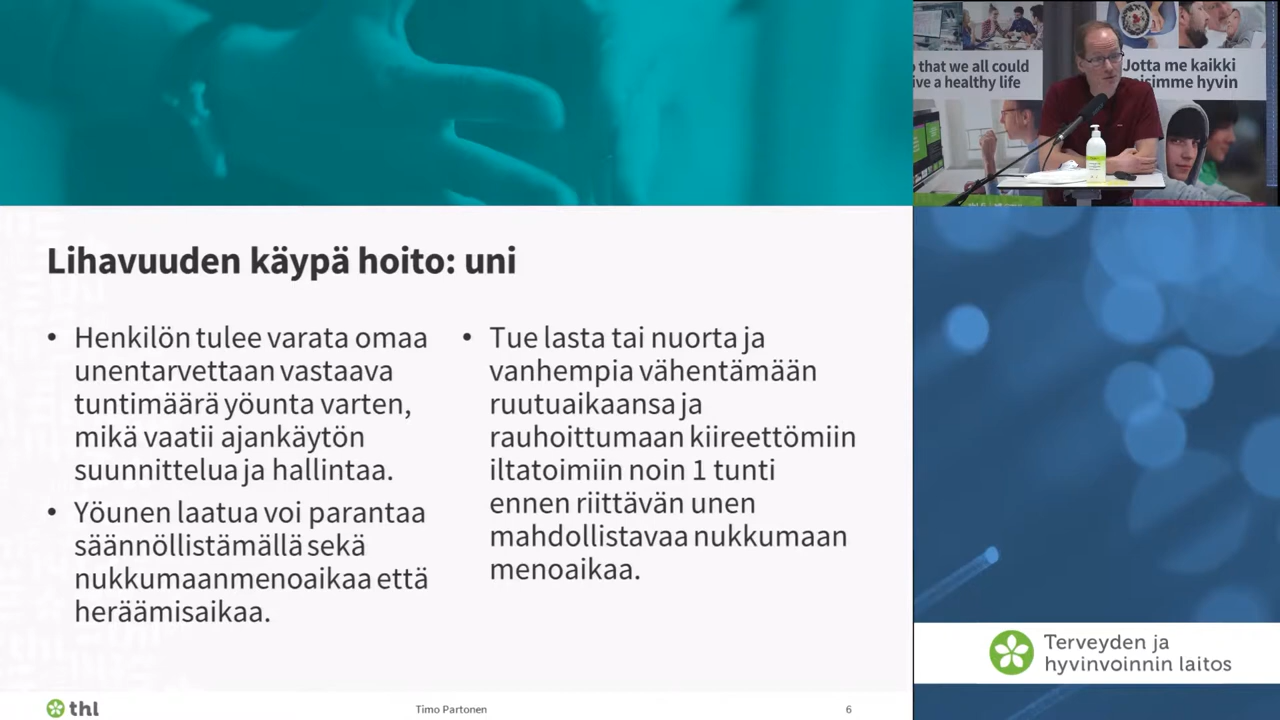 Lihavuuden käypä hoito: uni
• Henkilön tulee varata omaa
unentarvettaan vastaava
tuntimäärä yöunta varten,
mikä vaatii ajankäytön
suunnittelua ja hallintaa.
• Yöunen laatua voi parantaa
säännöllistämällä sekä
nukkumaanmenoaikaa että
heräämisaikaa.
• Tue lasta tai nuorta ja
vanhempia vähentämään
ruutuaikaansa ja
rauhoittumaan kiireettömiin
iltatoimiin noin 1 tunti
ennen riittävän unen
mahdollistavaa nukkumaan
menoaikaa.
thl
Timo Partonen
6
that we all could
ive a healthy life
Jotta me kaikki
isimme hyvin
Terveyden ja
hyvinvoinnin laitos